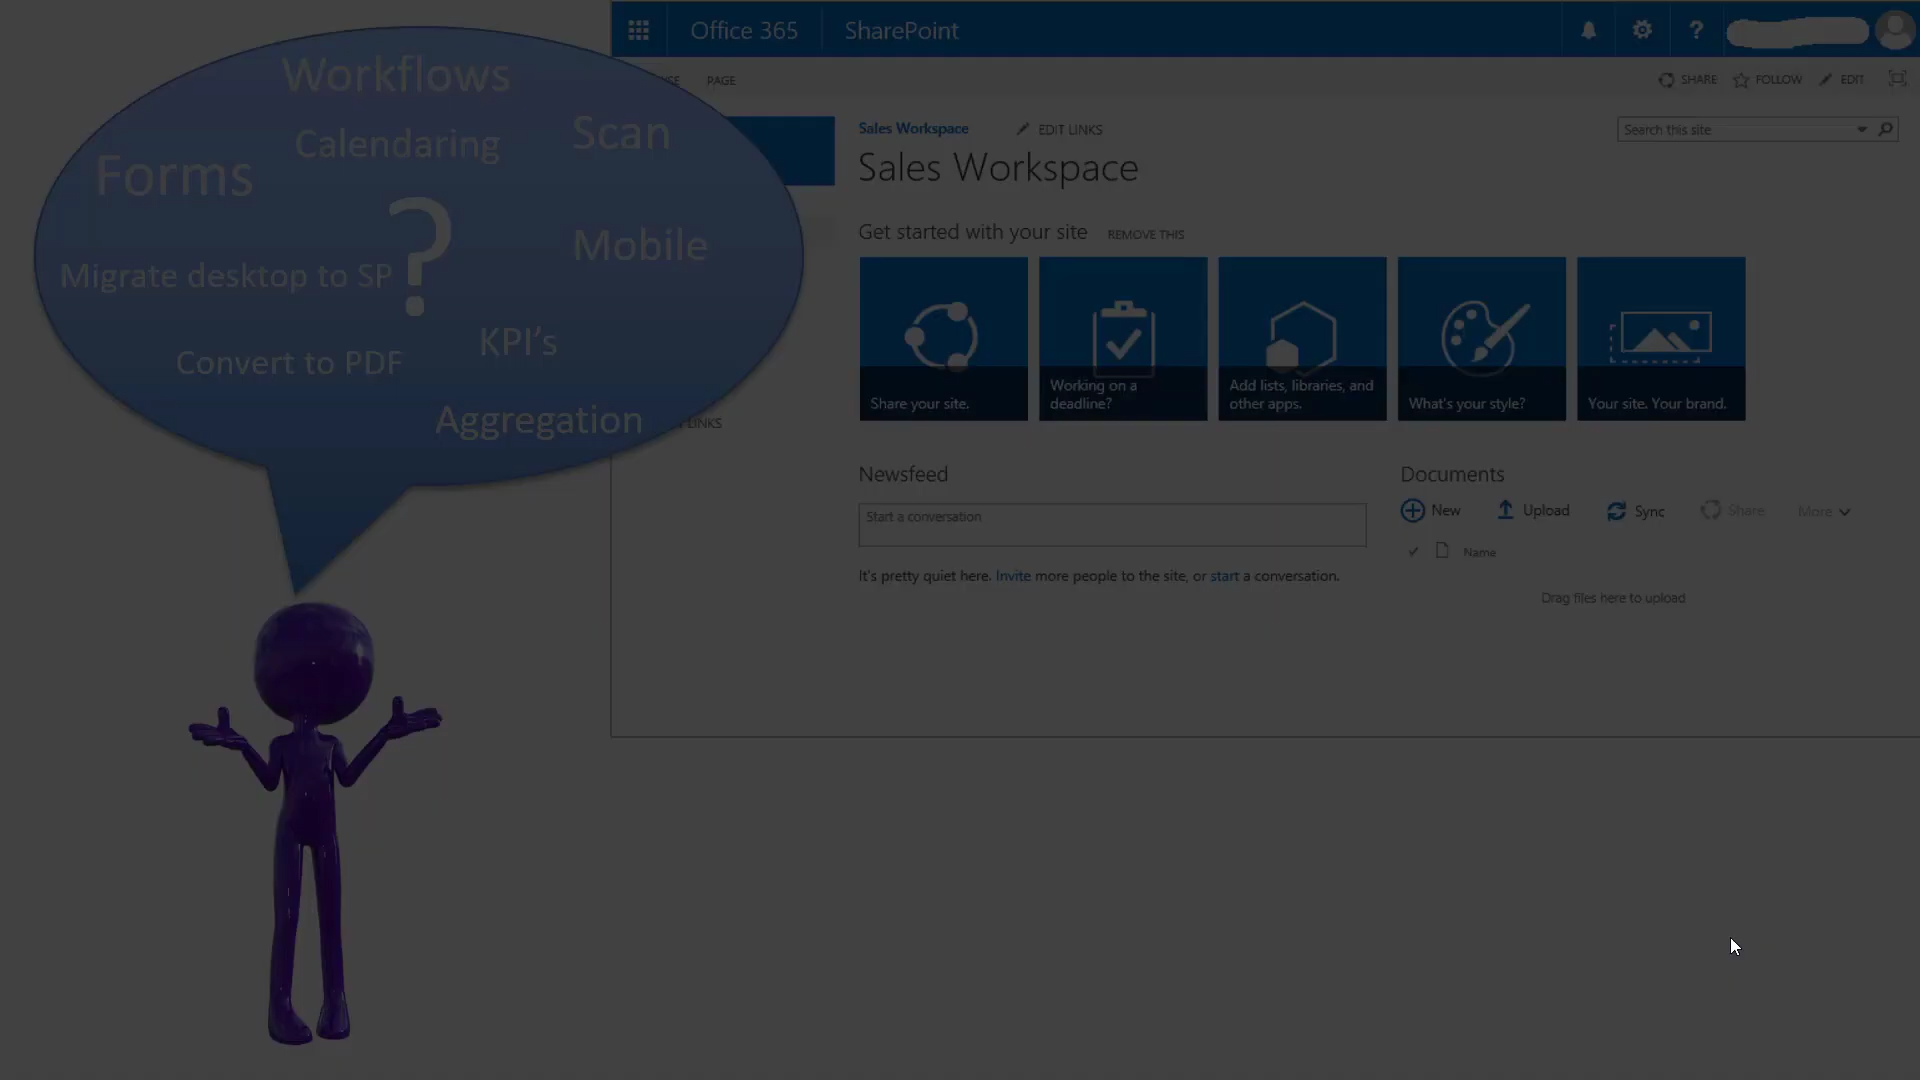 Workflows
Calendaring
Scan
Forms
?
Mobile
Migrate desktop to SP
KPI's
Convert to PDF
Aggregation
Office 365
SharePoint
?
PAGE
SHARE
FOLLOW
EDIT
Sales Workspace
EDIT LINKS
Search this site
Sales Workspace
Get started with your site
REMOVE THIS
Share your site.
Working on a
deadline?
Add lists, libraries, and
other apps.
What's your style?
Your site. Your brand.
LINKS
Newsfeed
Start a conversation
It's pretty quiet here. Invite more people to the site, or start a conversation.
Documents
New
Upload
Sync
Share
More
Name
Drag files here to upload